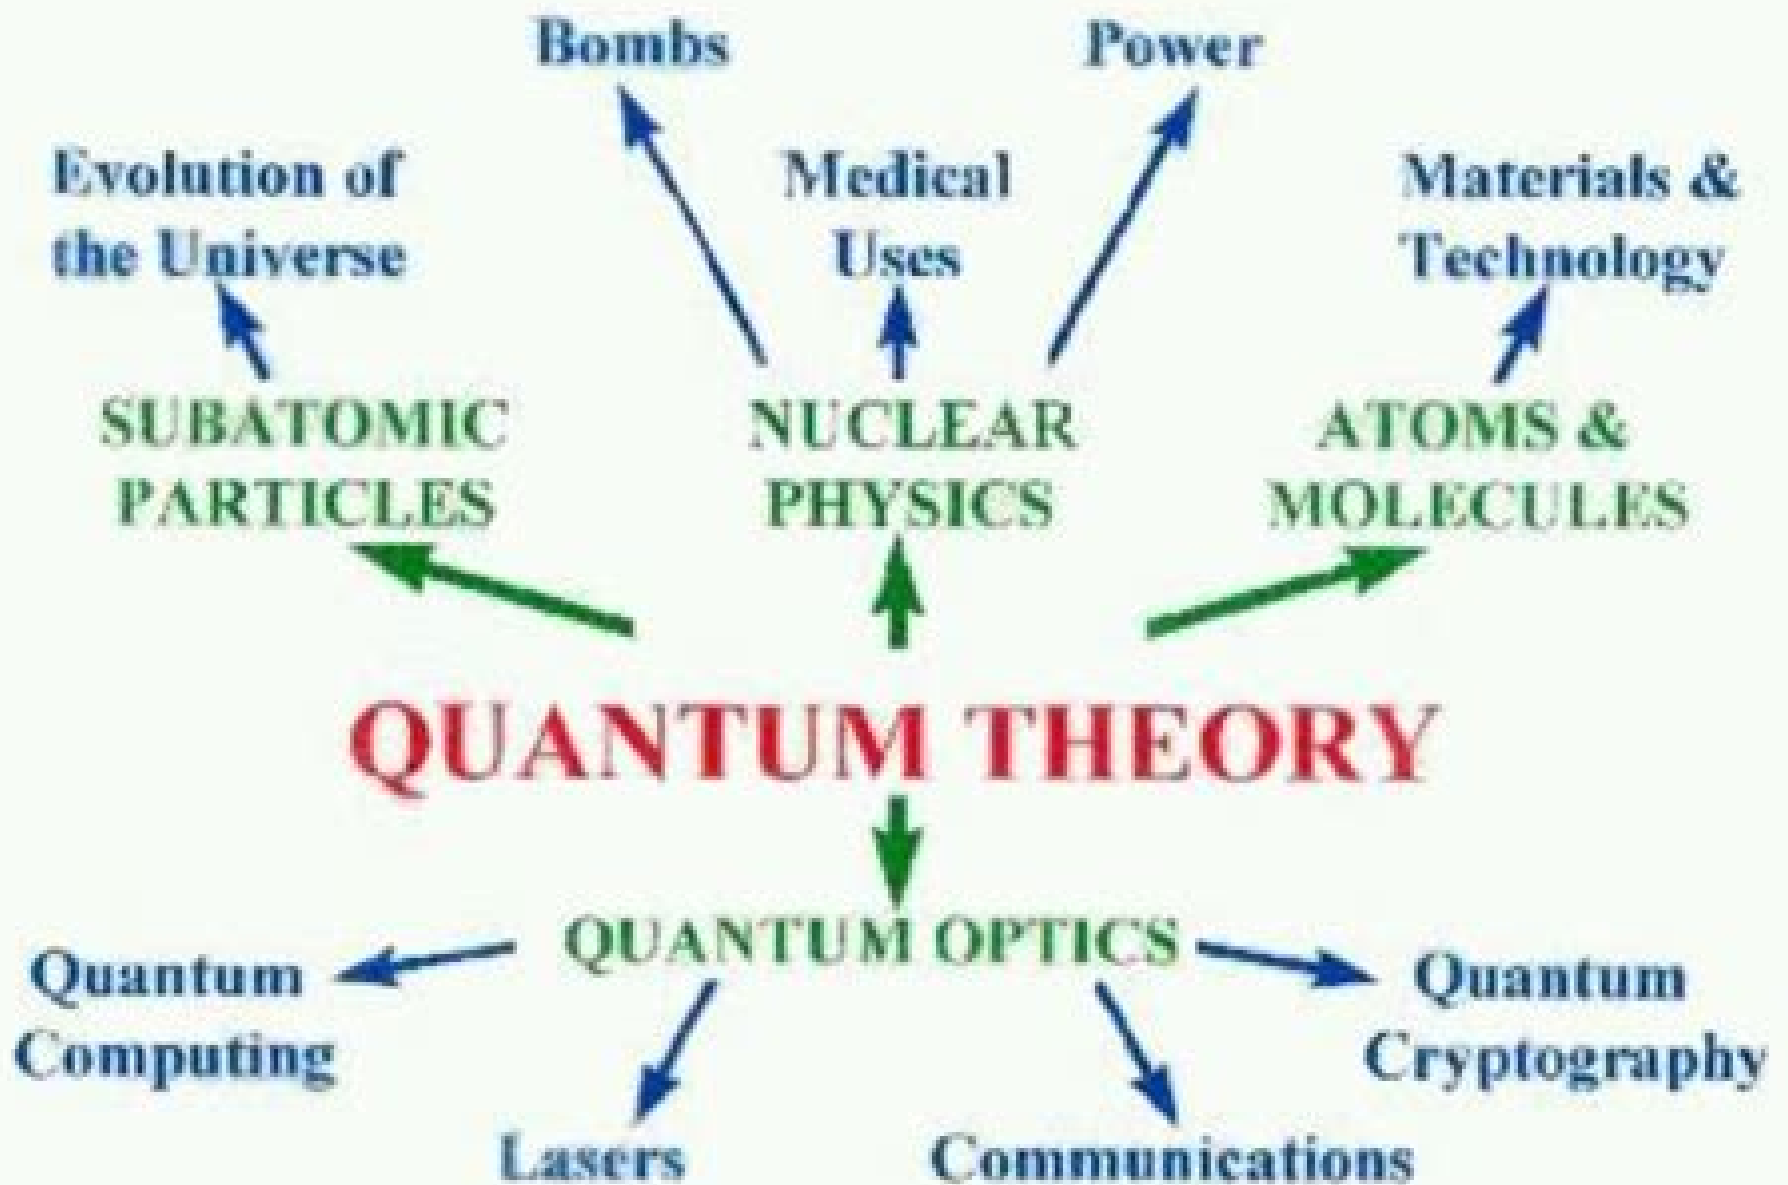 Bombs
Power
Evolution of
the Universe
Medical
Uses
Materials &
Technology
SUBATOMIC
PARTICLES
NUCLEAR
PHYSICS
ATOMS &
MOLECULES
QUANTUM THEORY
QUANTUM OPTICS
Quantum
Computing
Lasers
Communications
Quantum
Cryptography